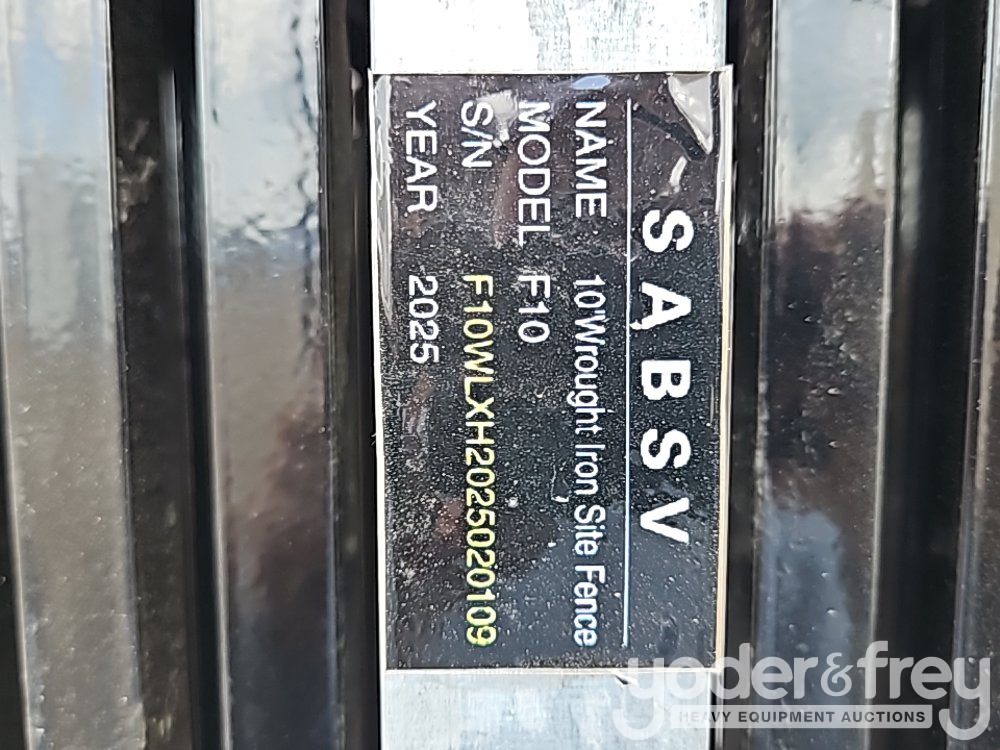 SABSV
NAME 10'Wrought Iron Site Fence
MODEL F10
S/N F10WLXH2025020109
YEAR 2025
yoder&frey
HEAVY EQUIPMENT AUCTIONS